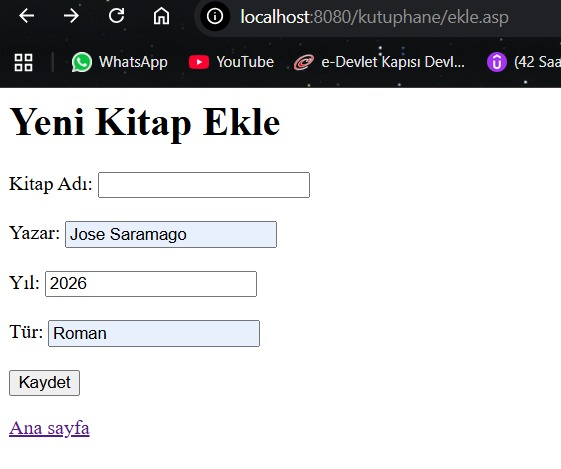 localhost:8080/kutuphane/ekle.asp
WhatsApp YouTube e-Devlet Kapısı Devl... (42 Saa
Yeni Kitap Ekle
Kitap Adı:
Yazar: Jose Saramago
Yıl: 2026
Tür: Roman
Kaydet
Ana sayfa